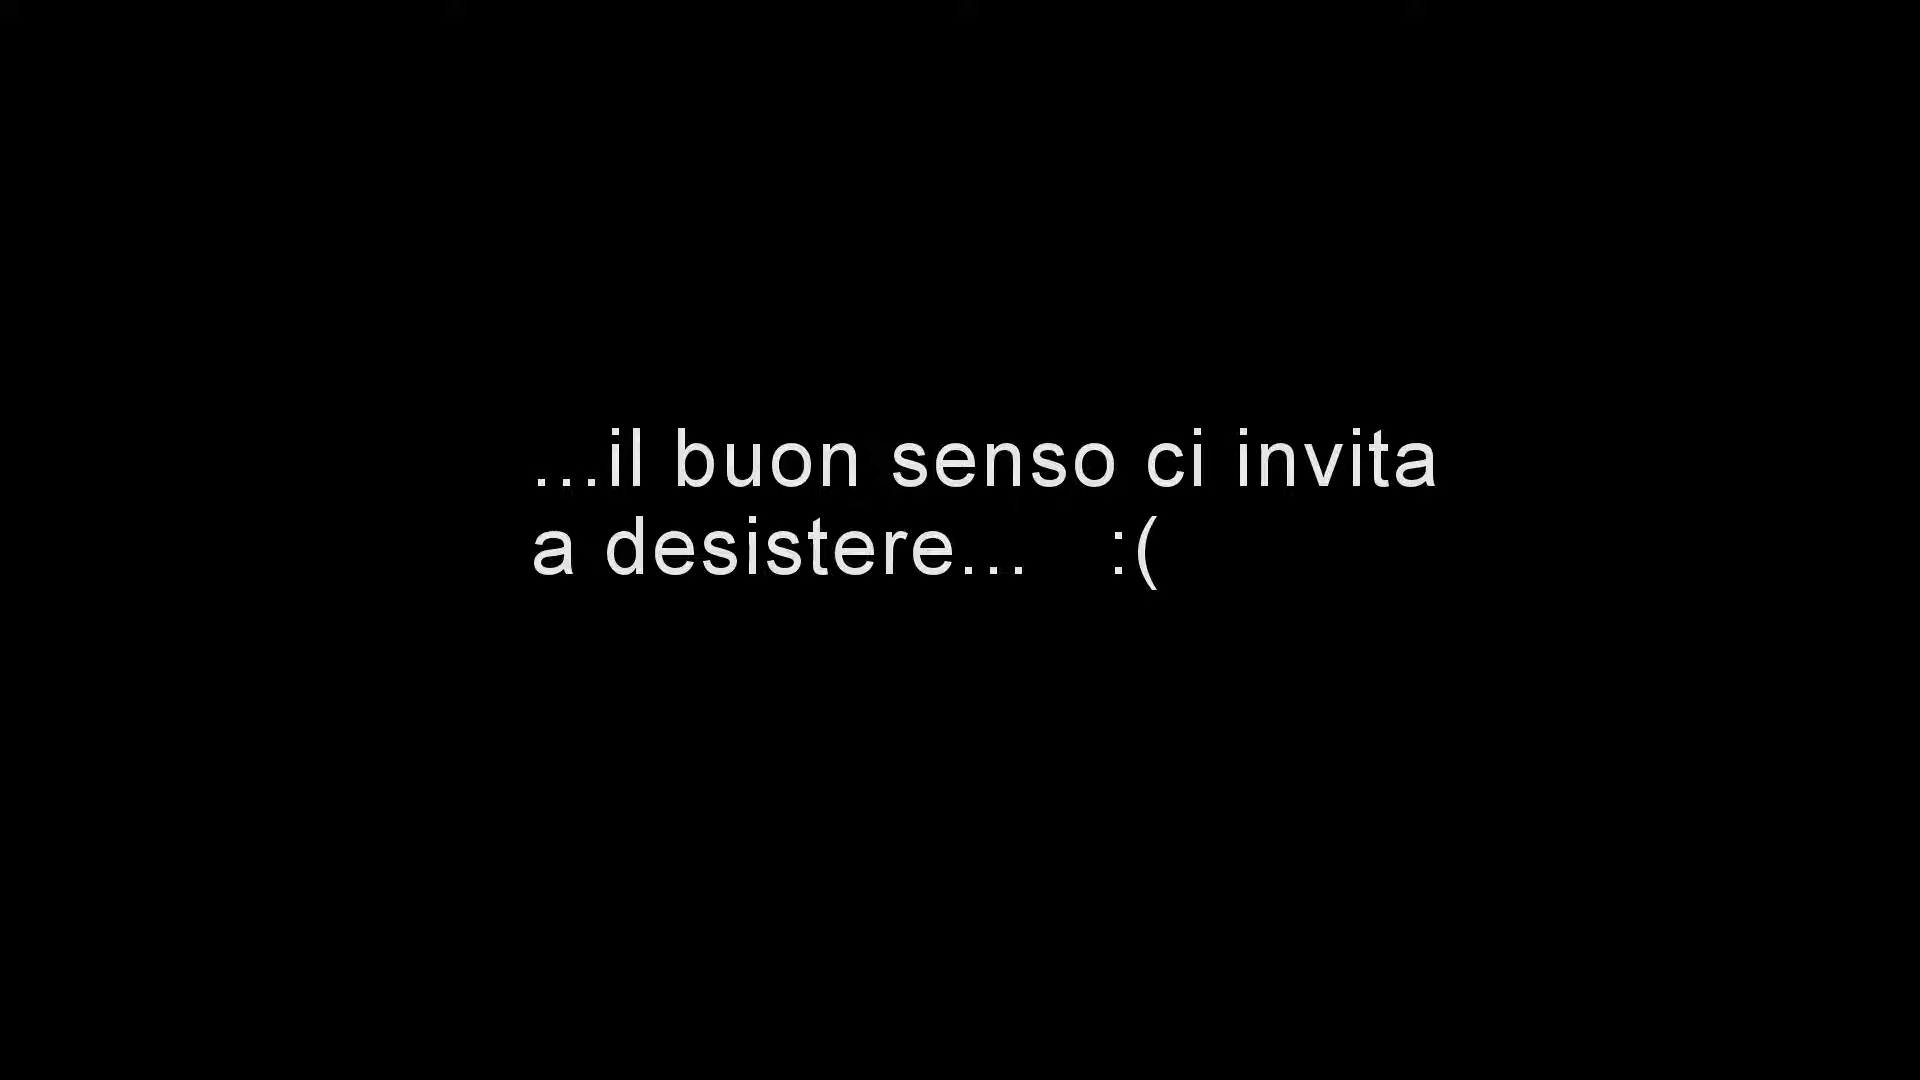 ...il buon senso ci invita
a desistere...   :(